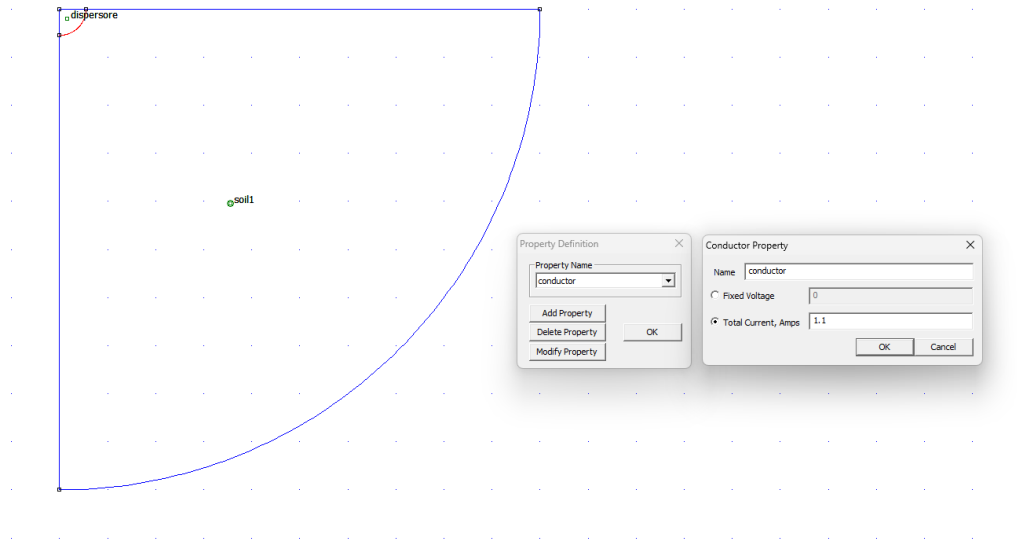 dispersore
soil1
Property Definition
Property Name
conductor
Add Property
Delete Property
OK
Modify Property
Conductor Property
Name
conductor
Fixed Voltage
0
Total Current, Amps
1.1
OK
Cancel